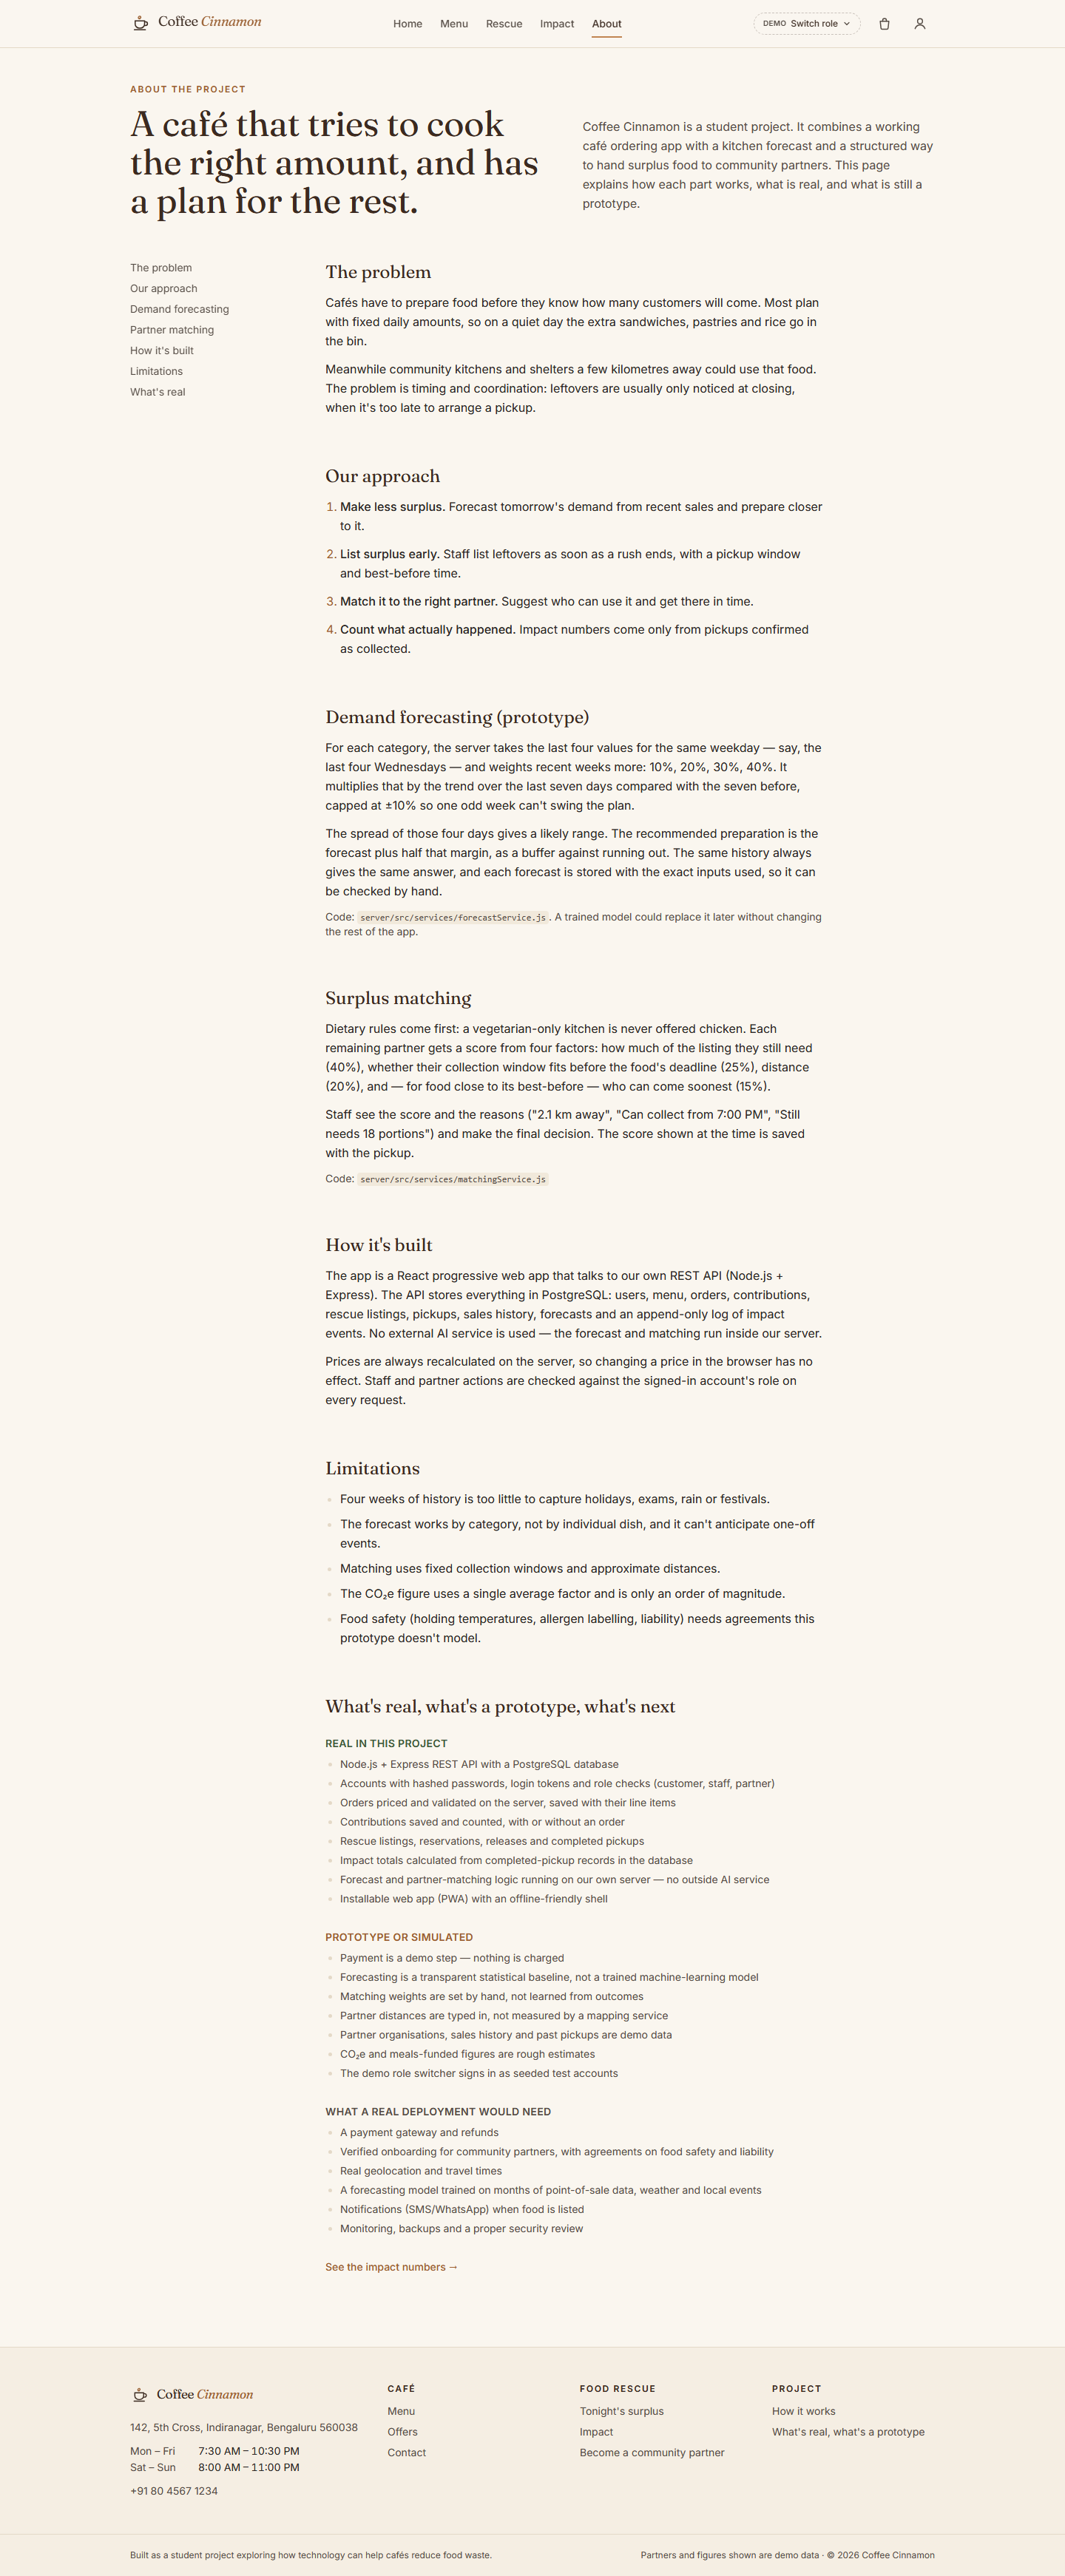 Coffee Cinnamon
Home
Menu
Rescue
Impact
About
DEMO Switch role
ABOUT THE PROJECT
A café that tries to cook
the right amount, and has
a plan for the rest.
Coffee Cinnamon is a student project. It combines a working
café ordering app with a kitchen forecast and a structured way
to hand surplus food to community partners. This page
explains how each part works, what is real, and what is still a
prototype.
The problem
Our approach
Demand forecasting
Partner matching
How it's built
Limitations
What's real
The problem
Cafés have to prepare food before they know how many customers will come. Most plan
with fixed daily amounts, so on a quiet day the extra sandwiches, pastries and rice go in
the bin.
Meanwhile community kitchens and shelters a few kilometres away could use that food.
The problem is timing and coordination: leftovers are usually only noticed at closing,
when it's too late to arrange a pickup.
Our approach
1. Make less surplus. Forecast tomorrow's demand from recent sales and prepare closer
to it.
2. List surplus early. Staff list leftovers as soon as a rush ends, with a pickup window
and best-before time.
3. Match it to the right partner. Suggest who can use it and get there in time.
4. Count what actually happened. Impact numbers come only from pickups confirmed
as collected.
Demand forecasting (prototype)
For each category, the server takes the last four values for the same weekday — say, the
last four Wednesdays — and weights recent weeks more: 10%, 20%, 30%, 40%. It
multiplies that by the trend over the last seven days compared with the seven before,
capped at ±10% so one odd week can't swing the plan.
The spread of those four days gives a likely range. The recommended preparation is the
forecast plus half that margin, as a buffer against running out. The same history always
gives the same answer, and each forecast is stored with the exact inputs used, so it can
be checked by hand.
Code: server/src/services/forecastService.js. A trained model could replace it later without changing
the rest of the app.
Surplus matching
Dietary rules come first: a vegetarian-only kitchen is never offered chicken. Each
remaining partner gets a score from four factors: how much of the listing they still need
(40%), whether their collection window fits before the food's deadline (25%), distance
(20%), and — for food close to its best-before — who can come soonest (15%).
Staff see the score and the reasons ("2.1 km away", "Can collect from 7:00 PM", "Still
needs 18 portions") and make the final decision. The score shown at the time is saved
with the pickup.
Code: server/src/services/matchingService.js
How it's built
The app is a React progressive web app that talks to our own REST API (Node.js +
Express). The API stores everything in PostgreSQL: users, menu, orders, contributions,
rescue listings, pickups, sales history, forecasts and an append-only log of impact
events. No external AI service is used — the forecast and matching run inside our server.
Prices are always recalculated on the server, so changing a price in the browser has no
effect. Staff and partner actions are checked against the signed-in account's role on
every request.
Limitations
Four weeks of history is too little to capture holidays, exams, rain or festivals.
The forecast works by category, not by individual dish, and it can't anticipate one-off
events.
Matching uses fixed collection windows and approximate distances.
The CO₂e figure uses a single average factor and is only an order of magnitude.
Food safety (holding temperatures, allergen labelling, liability) needs agreements this
prototype doesn't model.
What's real, what's a prototype, what's next
REAL IN THIS PROJECT
Node.js + Express REST API with a PostgreSQL database
Accounts with hashed passwords, login tokens and role checks (customer, staff, partner)
Orders priced and validated on the server, saved with their line items
Contributions saved and counted, with or without an order
Rescue listings, reservations, releases and completed pickups
Impact totals calculated from completed-pickup records in the database
Forecast and partner-matching logic running on our own server — no outside AI service
Installable web app (PWA) with an offline-friendly shell
PROTOTYPE OR SIMULATED
Payment is a demo step — nothing is charged
Forecasting is a transparent statistical baseline, not a trained machine-learning model
Matching weights are set by hand, not learned from outcomes
Partner distances are typed in, not measured by a mapping service
Partner organisations, sales history and past pickups are demo data
CO₂e and meals-funded figures are rough estimates
The demo role switcher signs in as seeded test accounts
WHAT A REAL DEPLOYMENT WOULD NEED
A payment gateway and refunds
Verified onboarding for community partners, with agreements on food safety and liability
Real geolocation and travel times
A forecasting model trained on months of point-of-sale data, weather and local events
Notifications (SMS/WhatsApp) when food is listed
Monitoring, backups and a proper security review
See the impact numbers →
Coffee Cinnamon
142, 5th Cross, Indiranagar, Bengaluru 560038
Mon – Fri 7:30 AM – 10:30 PM
Sat – Sun 8:00 AM – 11:00 PM
+91 80 4567 1234
CAFÉ
Menu
Offers
Contact
FOOD RESCUE
Tonight's surplus
Impact
Become a community partner
PROJECT
How it works
What's real, what's a prototype
Built as a student project exploring how technology can help cafés reduce food waste.
Partners and figures shown are demo data · © 2026 Coffee Cinnamon